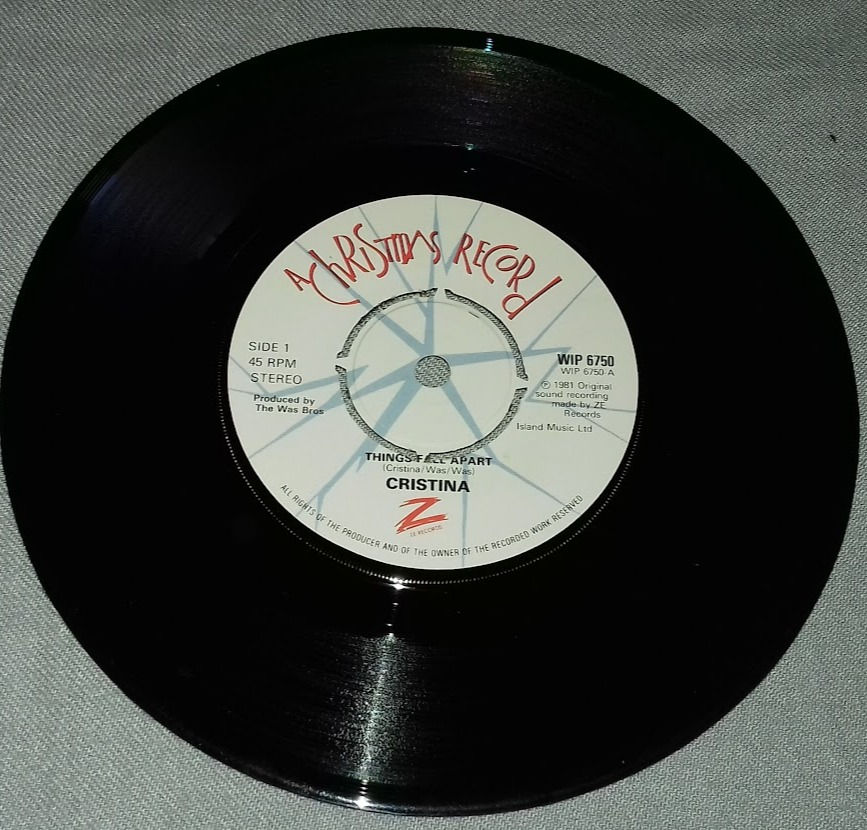 A CHRISTMAS RECORD
SIDE 1
45 RPM
STEREO
Produced by
The Was Bros
WIP 6750
WIP 6750-A
Ⓟ 1981 Original
sound recording
made by ZE
Records
Island Music Ltd
THINGS FALL APART
(Cristina/Was/Was)
CRISTINA
Z
ZE RECORDS
ALL RIGHTS OF THE PRODUCER AND OF THE OWNER OF THE RECORDED WORK RESERVED